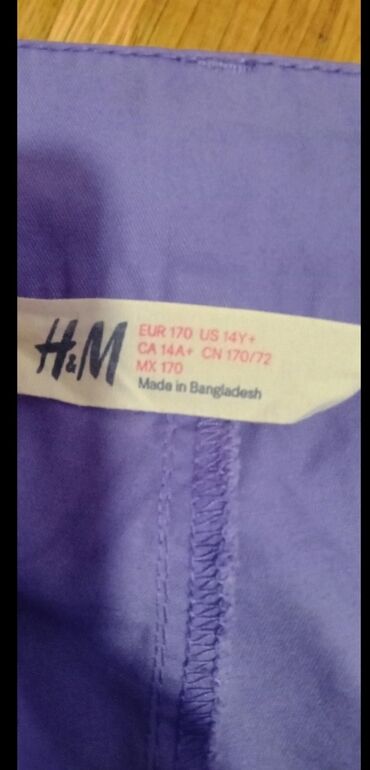 H&M
EUR 170 US 14Y+
CA 14A+ CN 170/72
MX 170
Made in Bangladesh